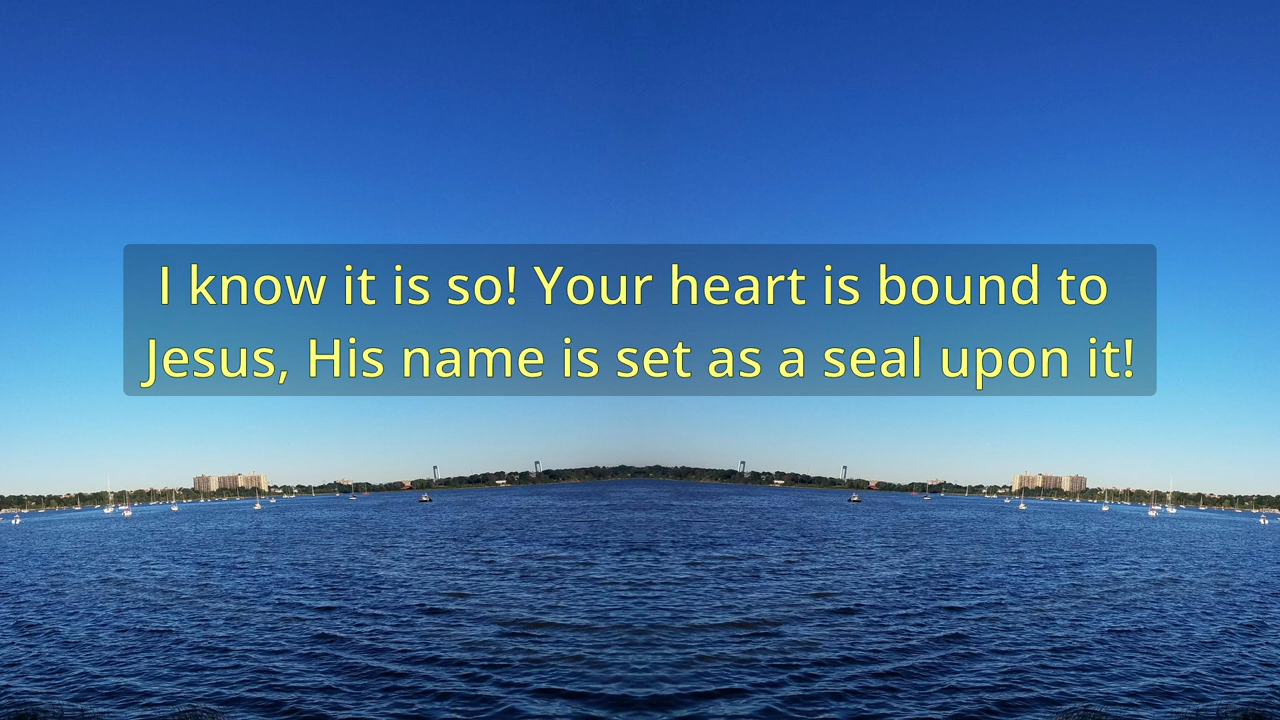 I know it is so! Your heart is bound to
Jesus, His name is set as a seal upon it!